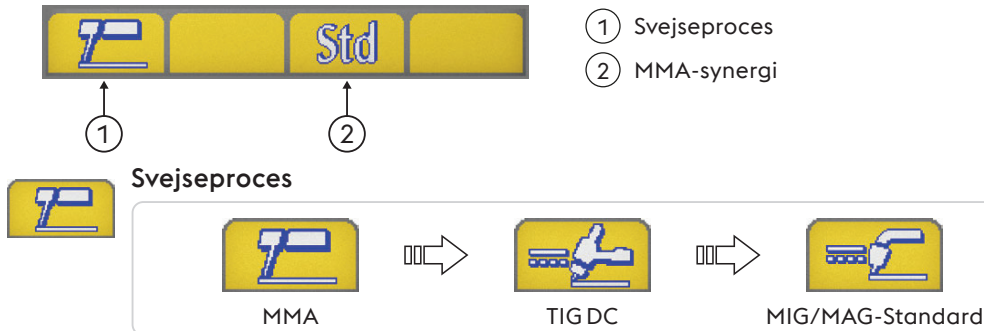 Std
1 Svejseproces
2 MMA-synergi
1 2
Svejseproces
MMA TIG DC MIG/MAG-Standard